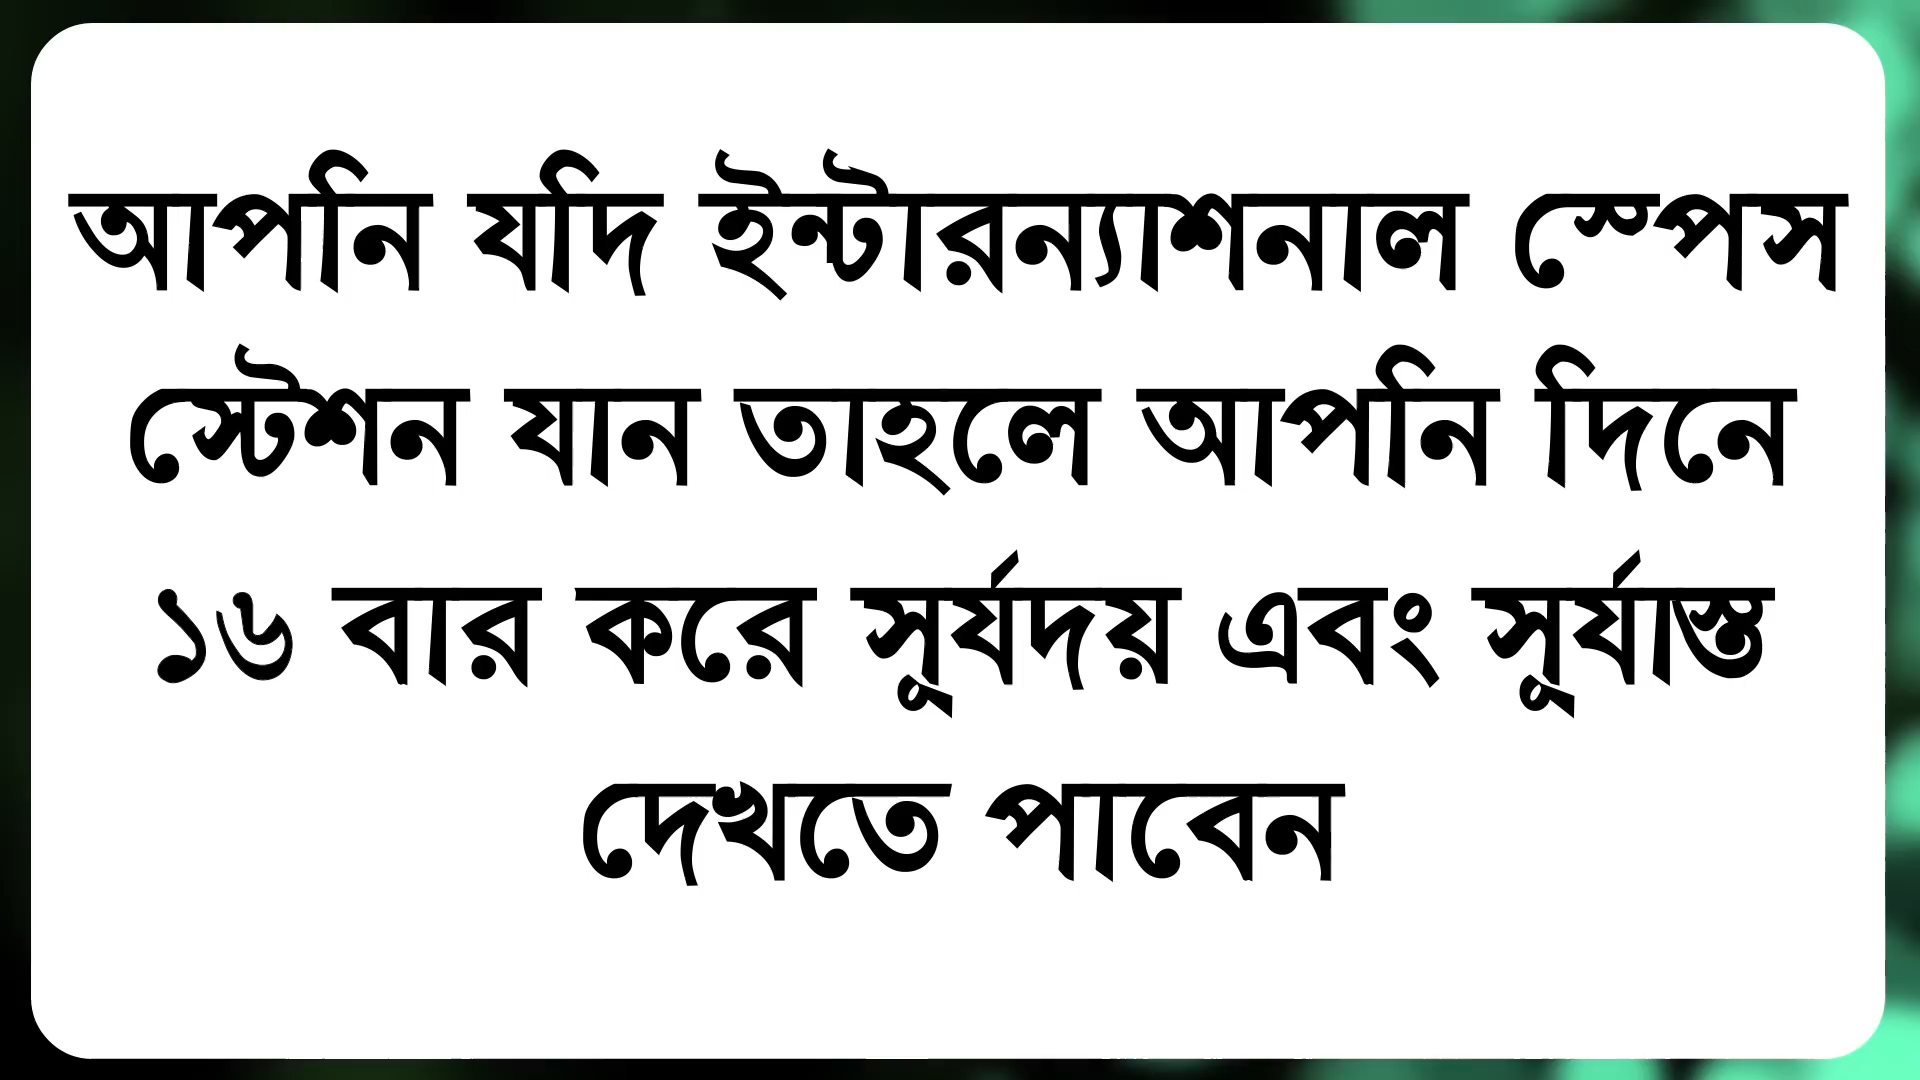 আপনি যদি ইন্টারন্যাশনাল স্পেস
স্টেশন যান তাহলে আপনি দিনে
১৬ বার করে সুর্যদয় এবং সুর্যাস্ত
দেখতে পাবেন